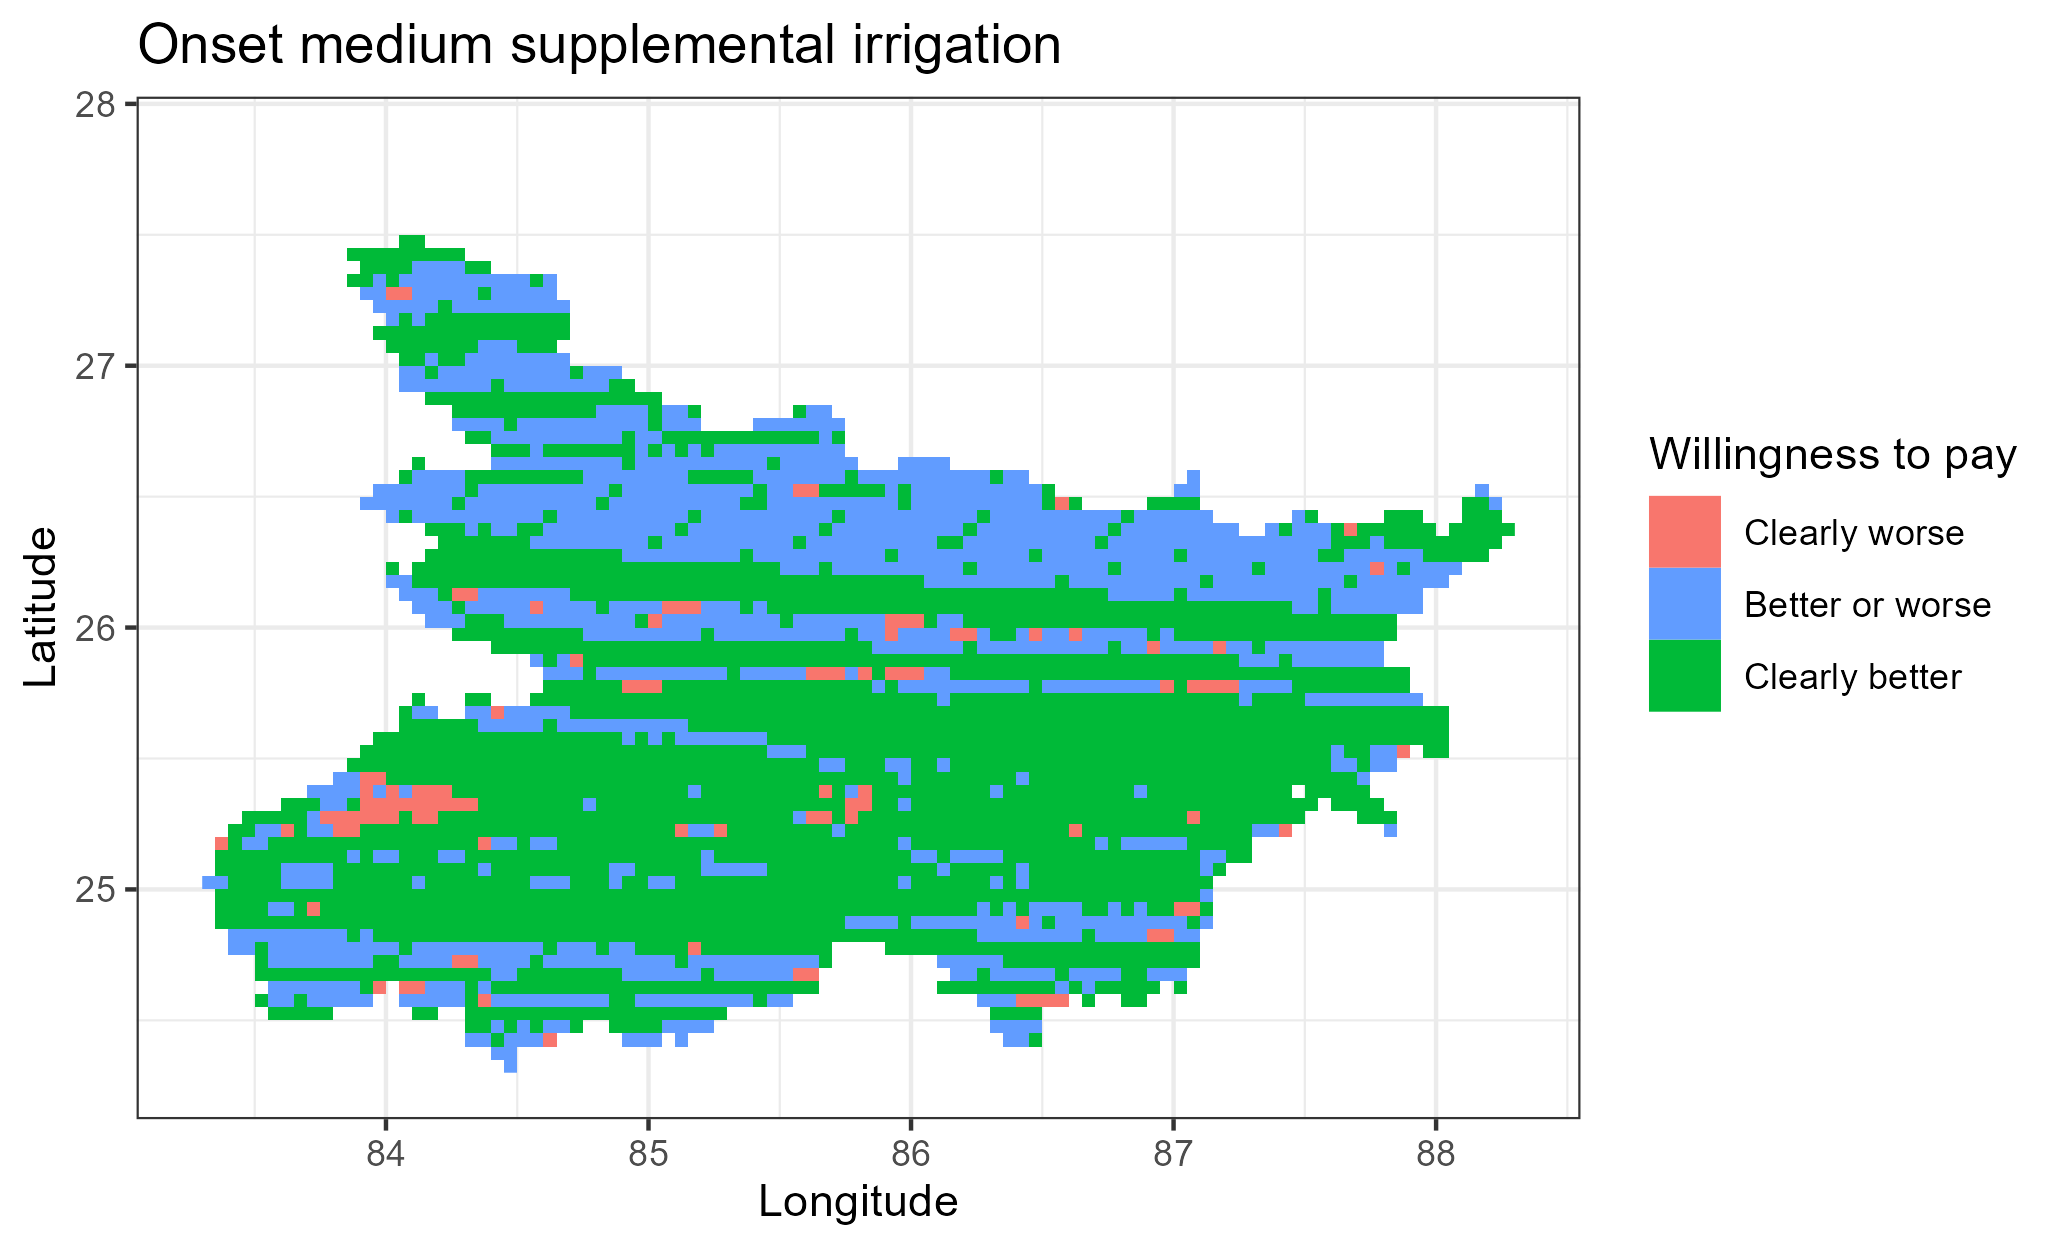 Onset medium supplemental irrigation
28
27
26
25
Latitude
84 85 86 87 88
Longitude
Willingness to pay
Clearly worse
Better or worse
Clearly better